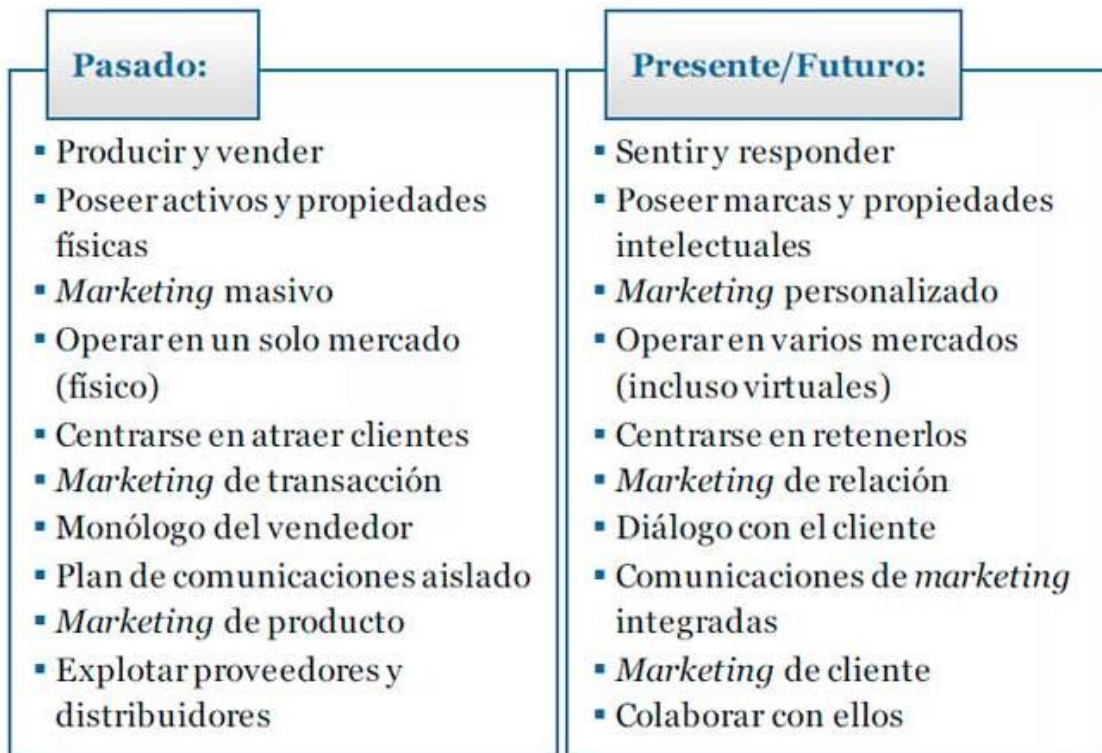 Pasado:
▪ Producir y vender
▪ Poseer activos y propiedades
físicas
▪ Marketing masivo
▪ Operar en un solo mercado
(físico)
▪ Centrarse en atraer clientes
▪ Marketing de transacción
▪ Monólogo del vendedor
▪ Plan de comunicaciones aislado
▪ Marketing de producto
▪ Explotar proveedores y
distribuidores
Presente/Futuro:
▪ Sentir y responder
▪ Poseer marcas y propiedades
intelectuales
▪ Marketing personalizado
▪ Operar en varios mercados
(incluso virtuales)
▪ Centrarse en retenerlos
▪ Marketing de relación
▪ Diálogo con el cliente
▪ Comunicaciones de marketing
integradas
▪ Marketing de cliente
▪ Colaborar con ellos